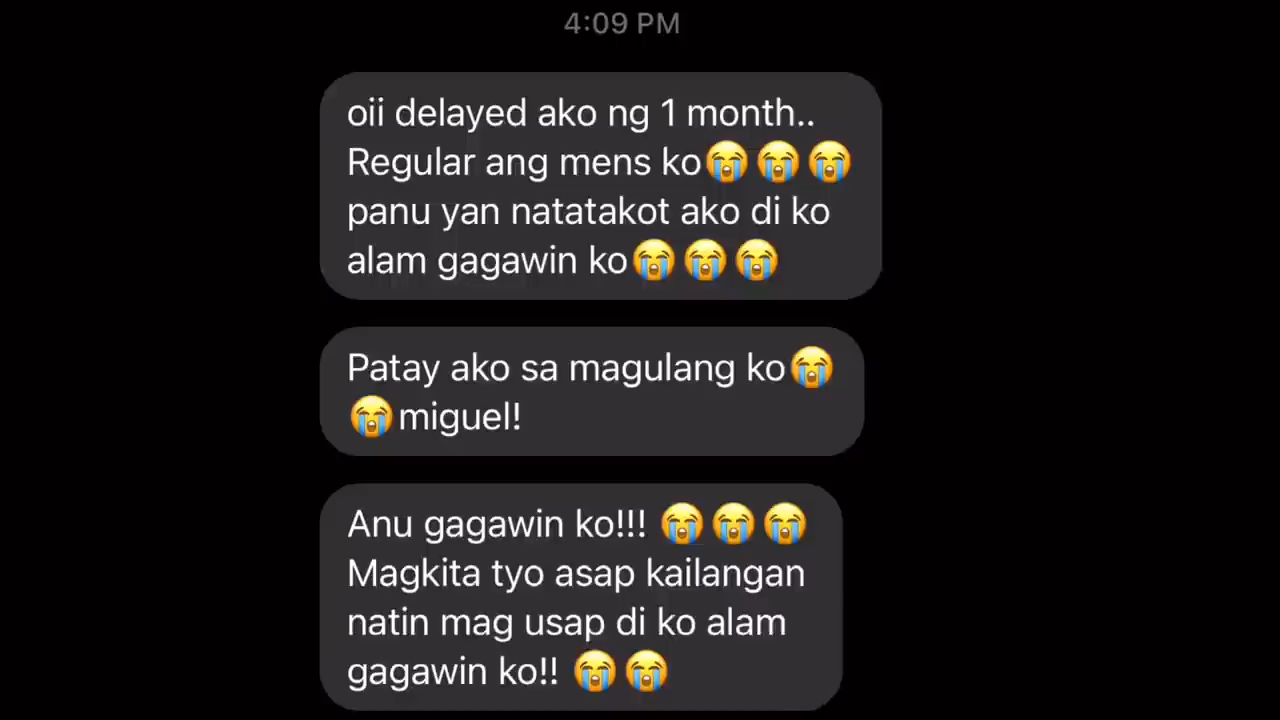 4:09 PM
oii delayed ako ng 1 month..
Regular ang mens ko😭😭😭
panu yan natatakot ako di ko
alam gagawin ko😭😭😭
Patay ako sa magulang ko😭
😭miguel!
Anu gagawin ko!!! 😭😭😭
Magkita tyo asap kailangan
natin mag usap di ko alam
gagawin ko!! 😭😭